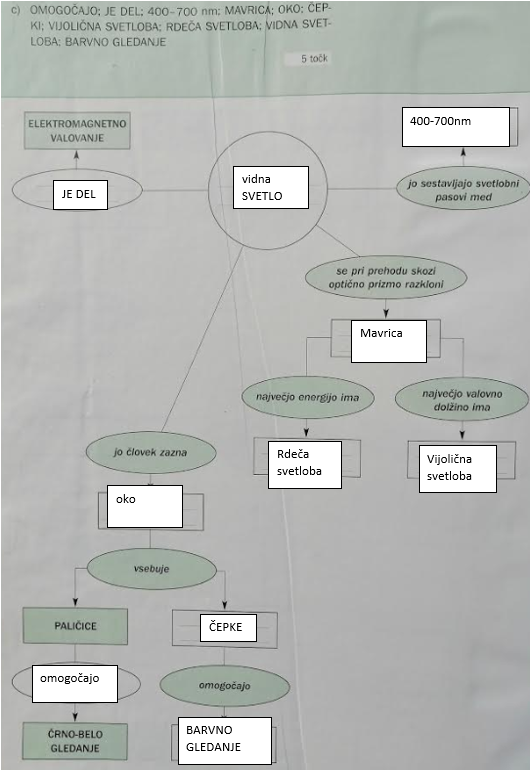 c) OMOGOČAJO; JE DEL; 400–700 nm; MAVRICA; OKO; ČEP-
KI; VIJOLIČNA SVETLOBA; RDEČA SVETLOBA; VIDNA SVET-
LOBA; BARVNO GLEDANJE
5 točk
ELEKTROMAGNETNO
VALOVANJE
400-700nm
JE DEL
vidna
SVETLO
jo sestavljajo svetlobni
pasovi med
se pri prehodu skozi
optično prizmo razkloni
Mavrica
največjo energijo ima
največjo valovno
dolžino ima
Rdeča
svetloba
Vijolična
svetloba
jo človek zazna
oko
vsebuje
PALIČICE
ČEPKE
omogočajo
omogočajo
ČRNO-BELO
GLEDANJE
BARVNO
GLEDANJE